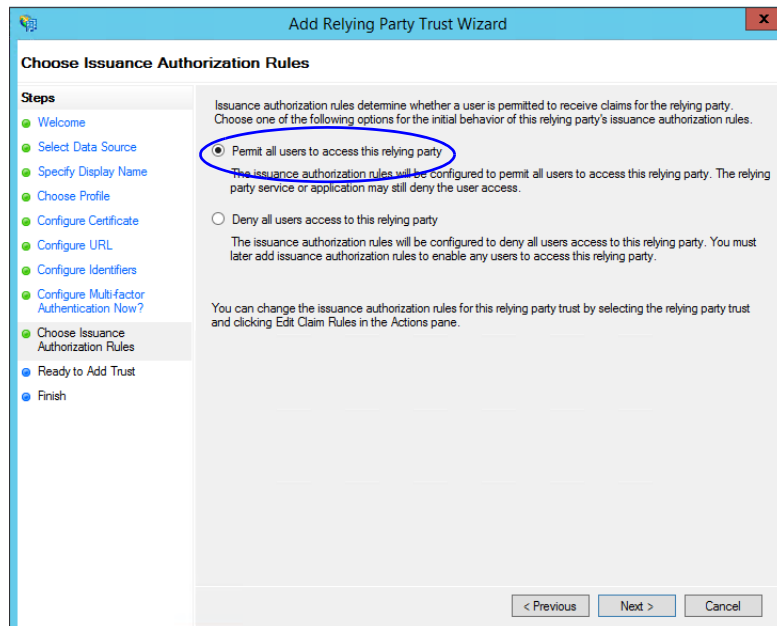 Add Relying Party Trust Wizard
x
Choose Issuance Authorization Rules
Steps
Welcome
Select Data Source
Specify Display Name
Choose Profile
Configure Certificate
Configure URL
Configure Identifiers
Configure Multi-factor
Authentication Now?
Choose Issuance
Authorization Rules
Ready to Add Trust
Finish
Issuance authorization rules determine whether a user is permitted to receive claims for the relying party.
Choose one of the following options for the initial behavior of this relying party's issuance authorization rules.
Permit all users to access this relying party
The issuance authorization rules will be configured to permit all users to access this relying party. The relying
party service or application may still deny the user access.
Deny all users access to this relying party
The issuance authorization rules will be configured to deny all users access to this relying party. You must
later add issuance authorization rules to enable any users to access this relying party.
You can change the issuance authorization rules for this relying party trust by selecting the relying party trust
and clicking Edit Claim Rules in the Actions pane.
< Previous
Next >
Cancel